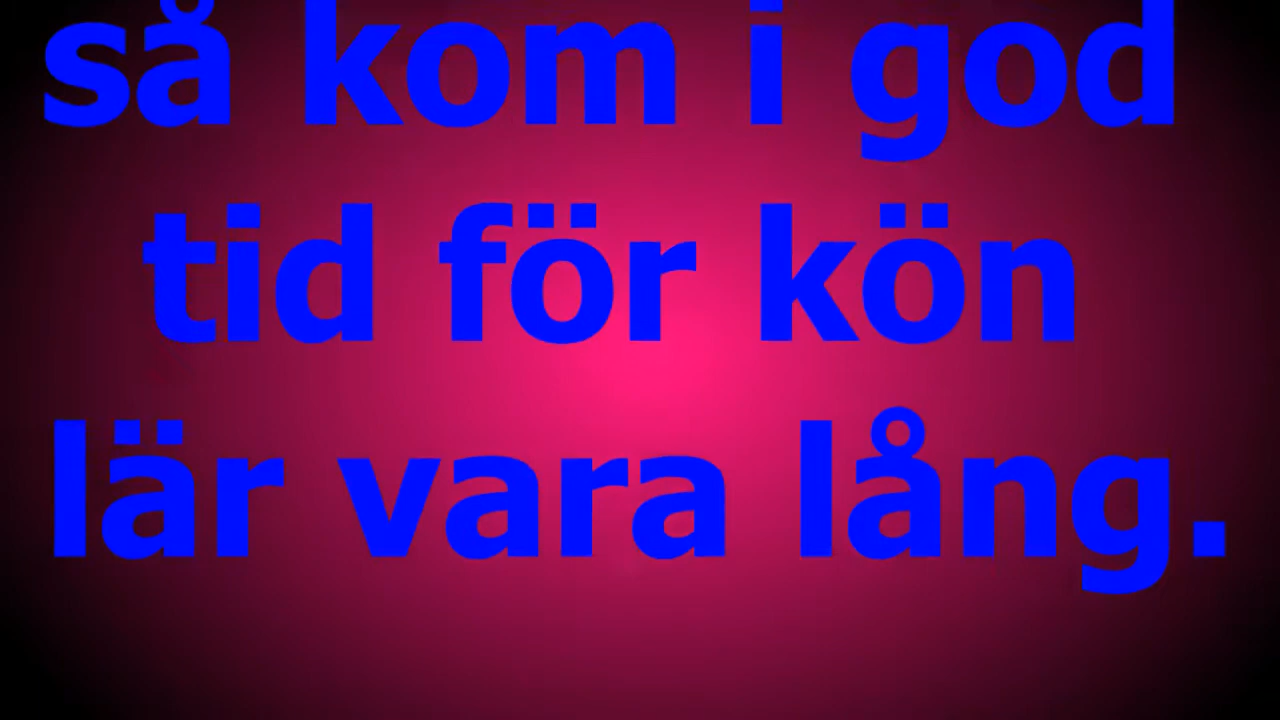 så kom i god
tid för kön
lär vara lång.